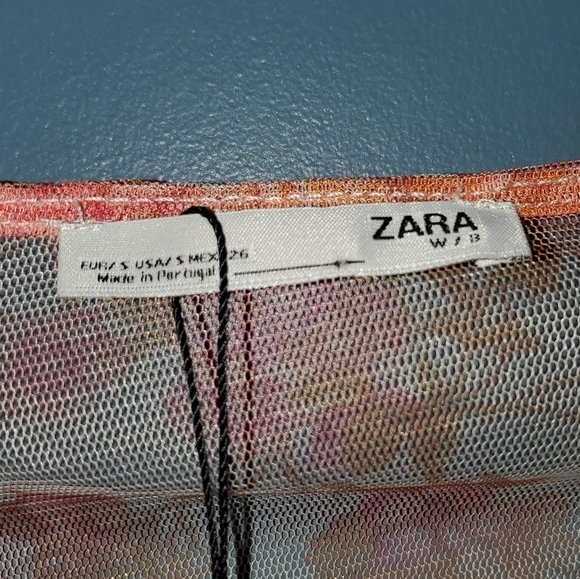 ZARA
W / B
EUR/ S USA/ S MEX 26
Made in Portugal